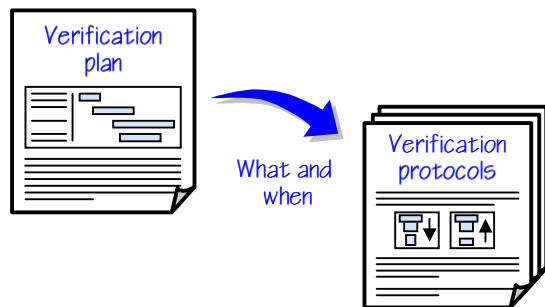 Verification
plan
What and
when
Verification
protocols